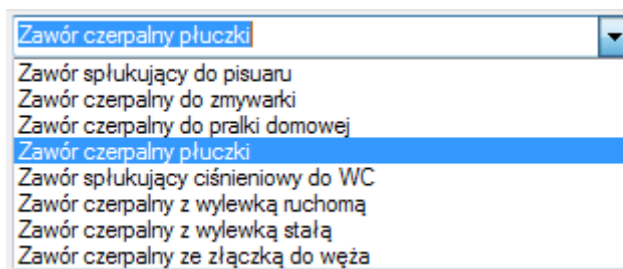 Zawór czerpalny płuczki
Zawór spłukujący do pisuaru
Zawór czerpalny do zmywarki
Zawór czerpalny do pralki domowej
Zawór czerpalny płuczki
Zawór spłukujący ciśnieniowy do WC
Zawór czerpalny z wylewką ruchomą
Zawór czerpalny z wylewką stałą
Zawór czerpalny ze złączką do węża